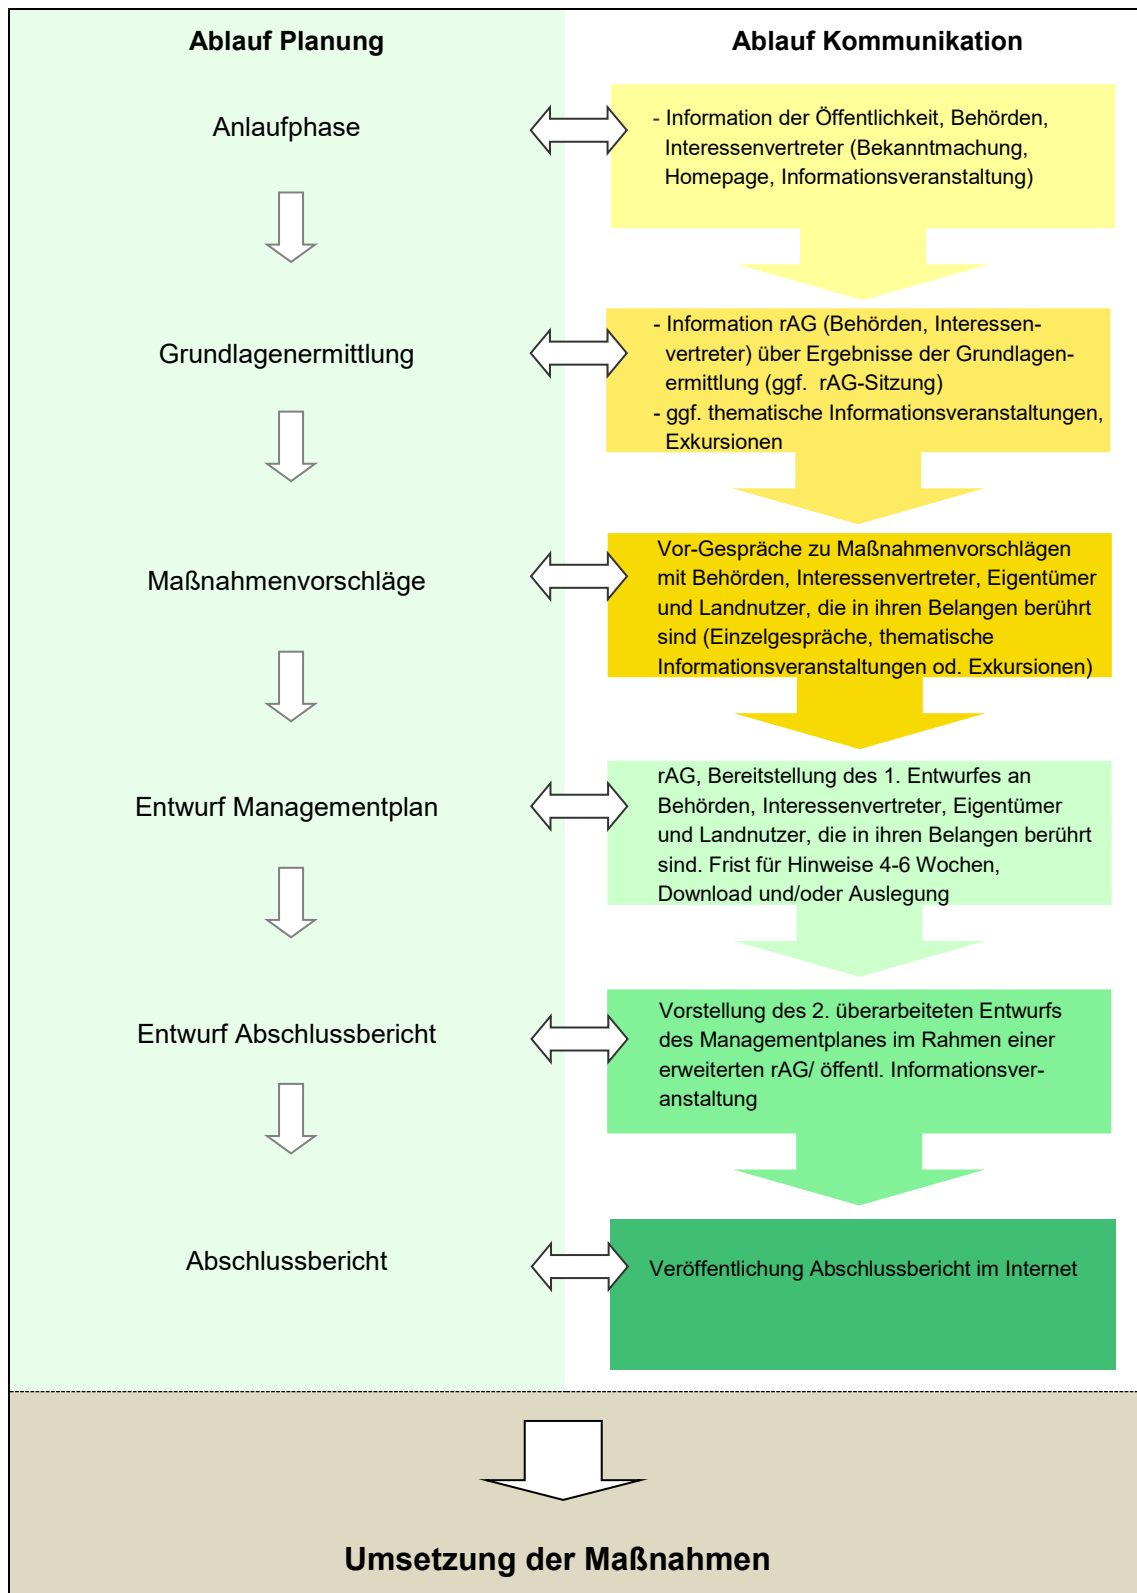 Ablauf Planung
Ablauf Kommunikation
Anlaufphase
- Information der Öffentlichkeit, Behörden,
Interessenvertreter (Bekanntmachung,
Homepage, Informationsveranstaltung)
Grundlagenermittlung
- Information rAG (Behörden, Interessen-
vertreter) über Ergebnisse der Grundlagen-
ermittlung (ggf. rAG-Sitzung)
- ggf. thematische Informationsveranstaltungen,
Exkursionen
Maßnahmenvorschläge
Vor-Gespräche zu Maßnahmenvorschlägen
mit Behörden, Interessenvertreter, Eigentümer
und Landnutzer, die in ihren Belangen berührt
sind (Einzelgespräche, thematische
Informationsveranstaltungen od. Exkursionen)
Entwurf Managementplan
rAG, Bereitstellung des 1. Entwurfes an
Behörden, Interessenvertreter, Eigentümer
und Landnutzer, die in ihren Belangen berührt
sind. Frist für Hinweise 4-6 Wochen,
Download und/oder Auslegung
Entwurf Abschlussbericht
Vorstellung des 2. überarbeiteten Entwurfs
des Managementplanes im Rahmen einer
erweiterten rAG/ öffentl. Informationsver-
anstaltung
Abschlussbericht
Veröffentlichung Abschlussbericht im Internet
Umsetzung der Maßnahmen